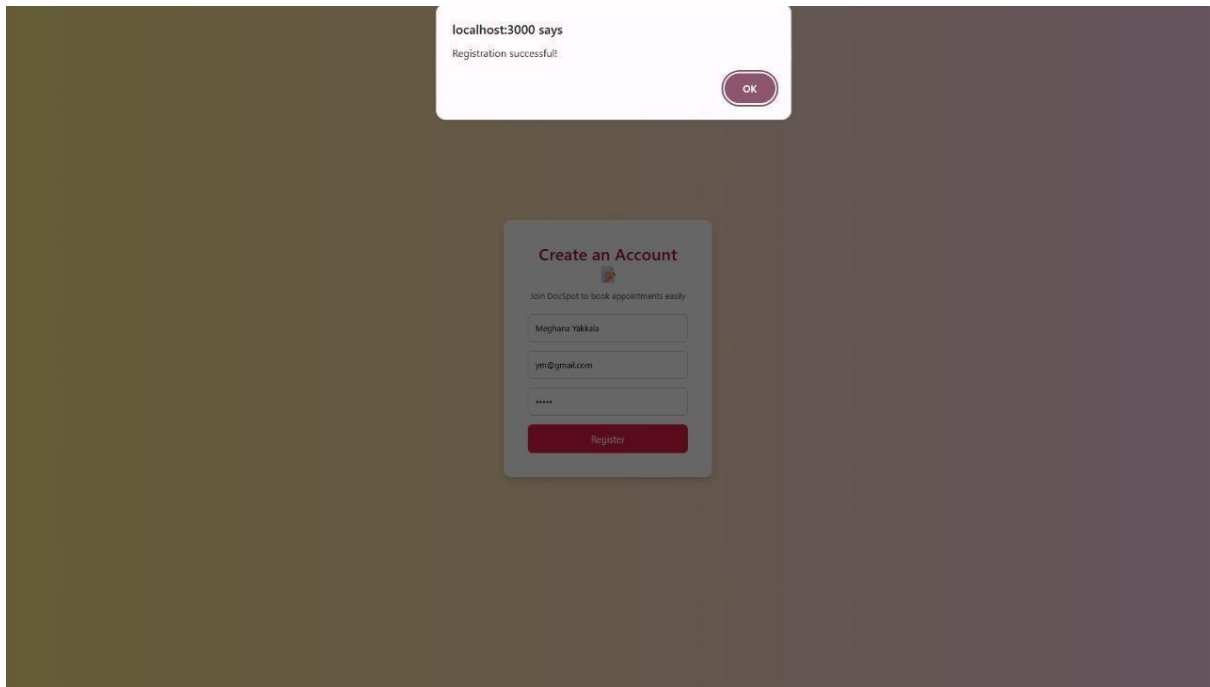 localhost:3000 says
Registration successful!
OK
Create an Account
Join DocSpot to book appointments easily
Meghana Yakkala
ym@gmail.com
•••••
Register